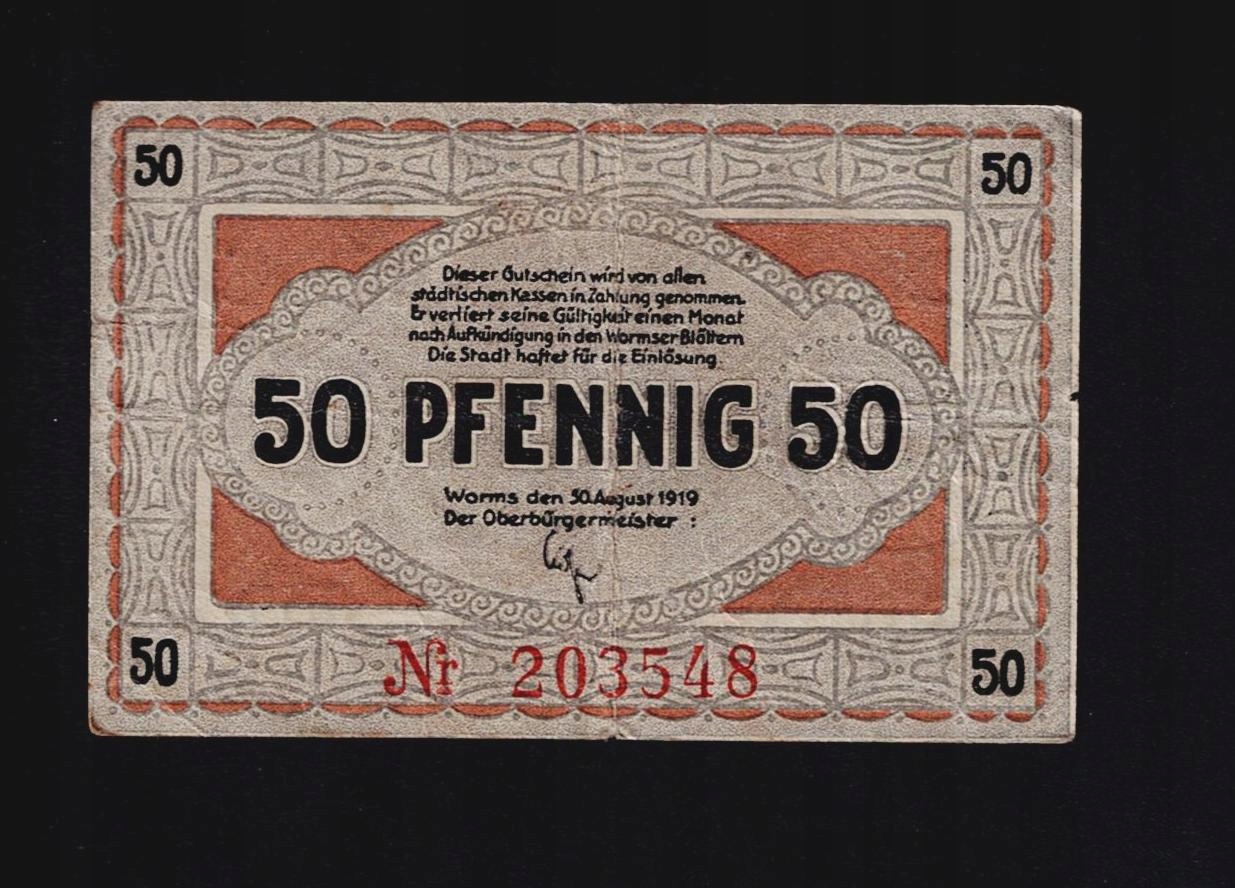 50 50
Dieser Gutschein wird von allen
städtischen Kassen in Zahlung genommen.
Er verliert seine Gültigkeit einen Monat
nach Aufkündigung in den Wormser Blättern
Die Stadt haftet für die Einlösung
50 PFENNIG 50
Worms den 30.August 1919
Der Oberbürgermeister :
50 Nr 203548 50